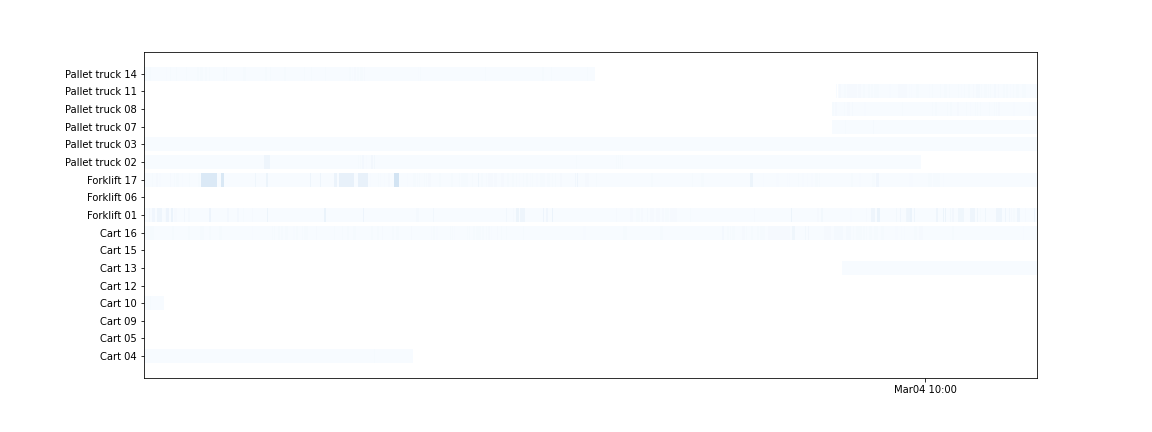 Pallet truck 14
Pallet truck 11
Pallet truck 08
Pallet truck 07
Pallet truck 03
Pallet truck 02
Forklift 17
Forklift 06
Forklift 01
Cart 16
Cart 15
Cart 13
Cart 12
Cart 10
Cart 09
Cart 05
Cart 04
Mar04 10:00